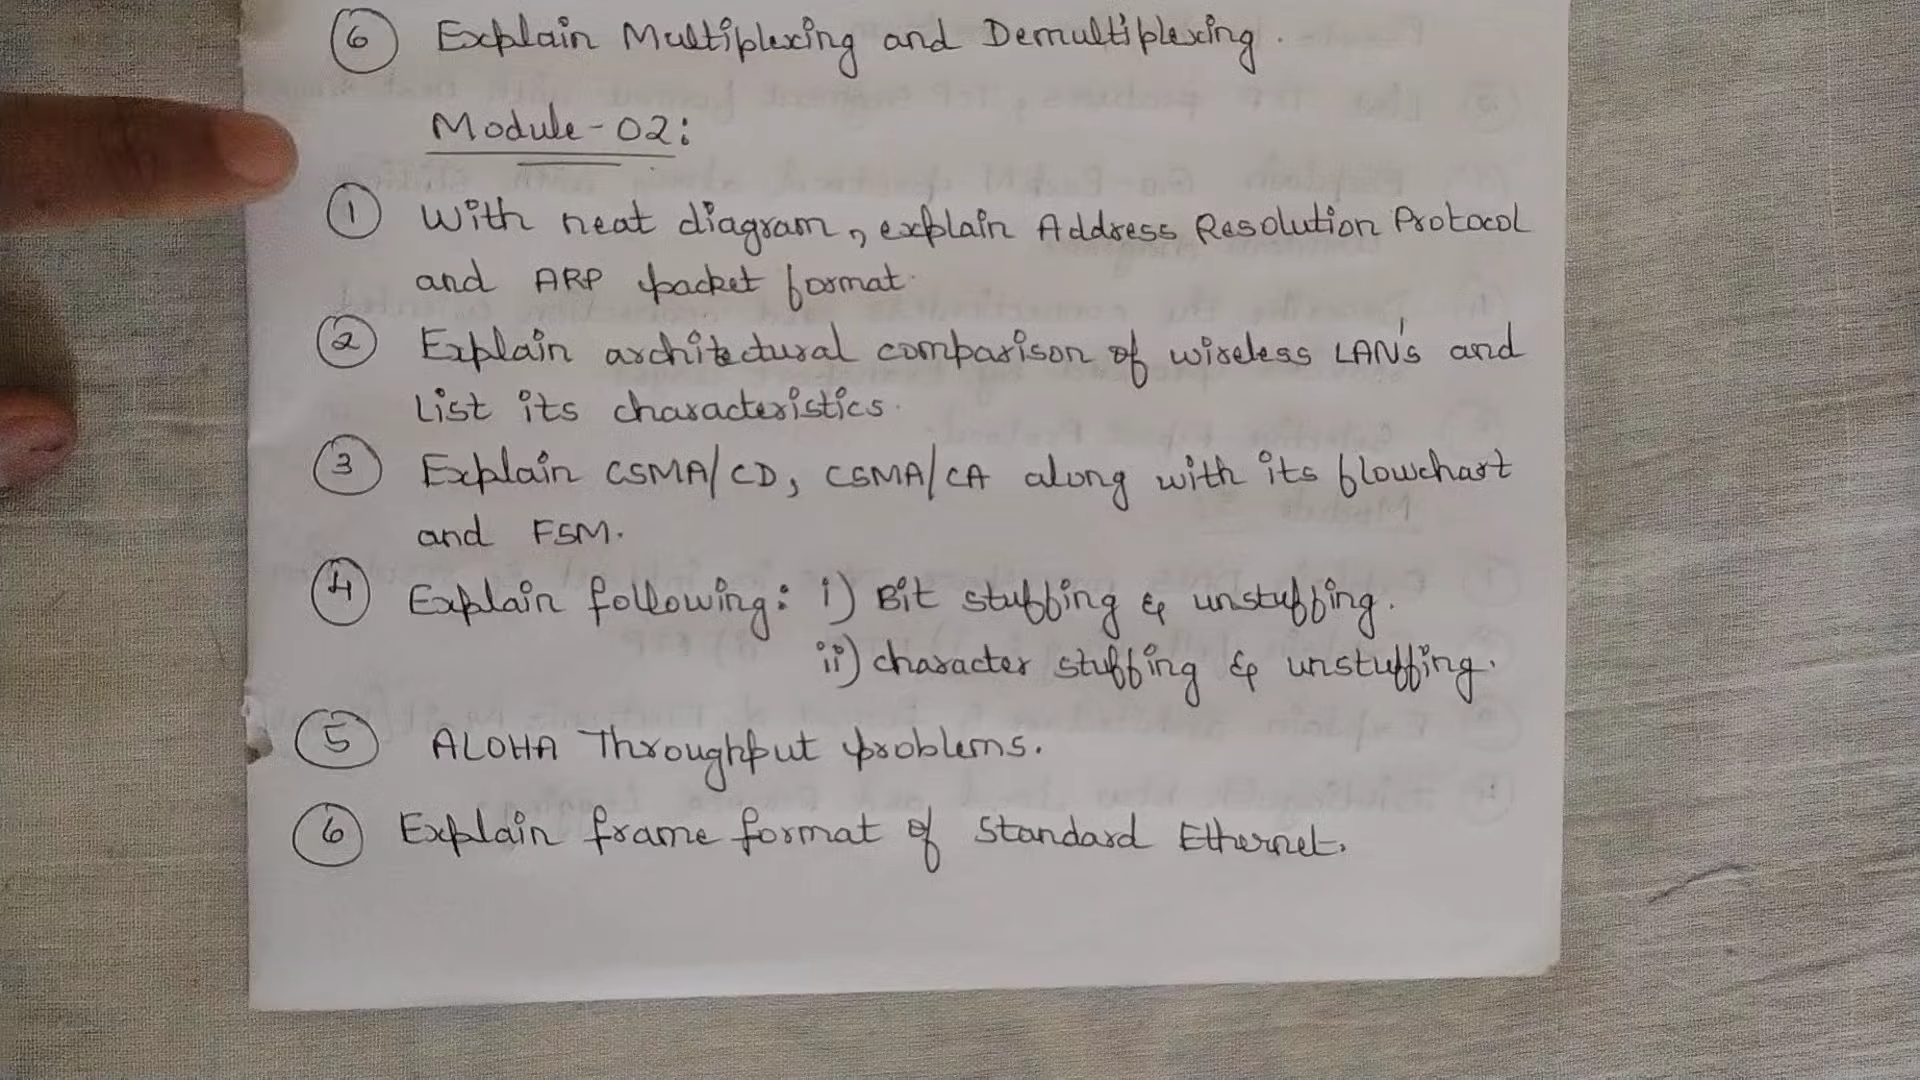 6 Explain Multiplexing and Demultiplexing.
Module-02:
1 With neat diagram, explain Address Resolution Protocol
and ARP packet format.
2 Explain architectural comparison of wireless LAN's and
List its characteristics.
3 Explain CSMA/CD, CSMA/CA along with its flowchart
and FSM.
4 Explain following: i) Bit stuffing & unstuffing.
ii) character stuffing & unstuffing.
5 ALOHA Throughput problems.
6 Explain frame format of Standard Ethernet.